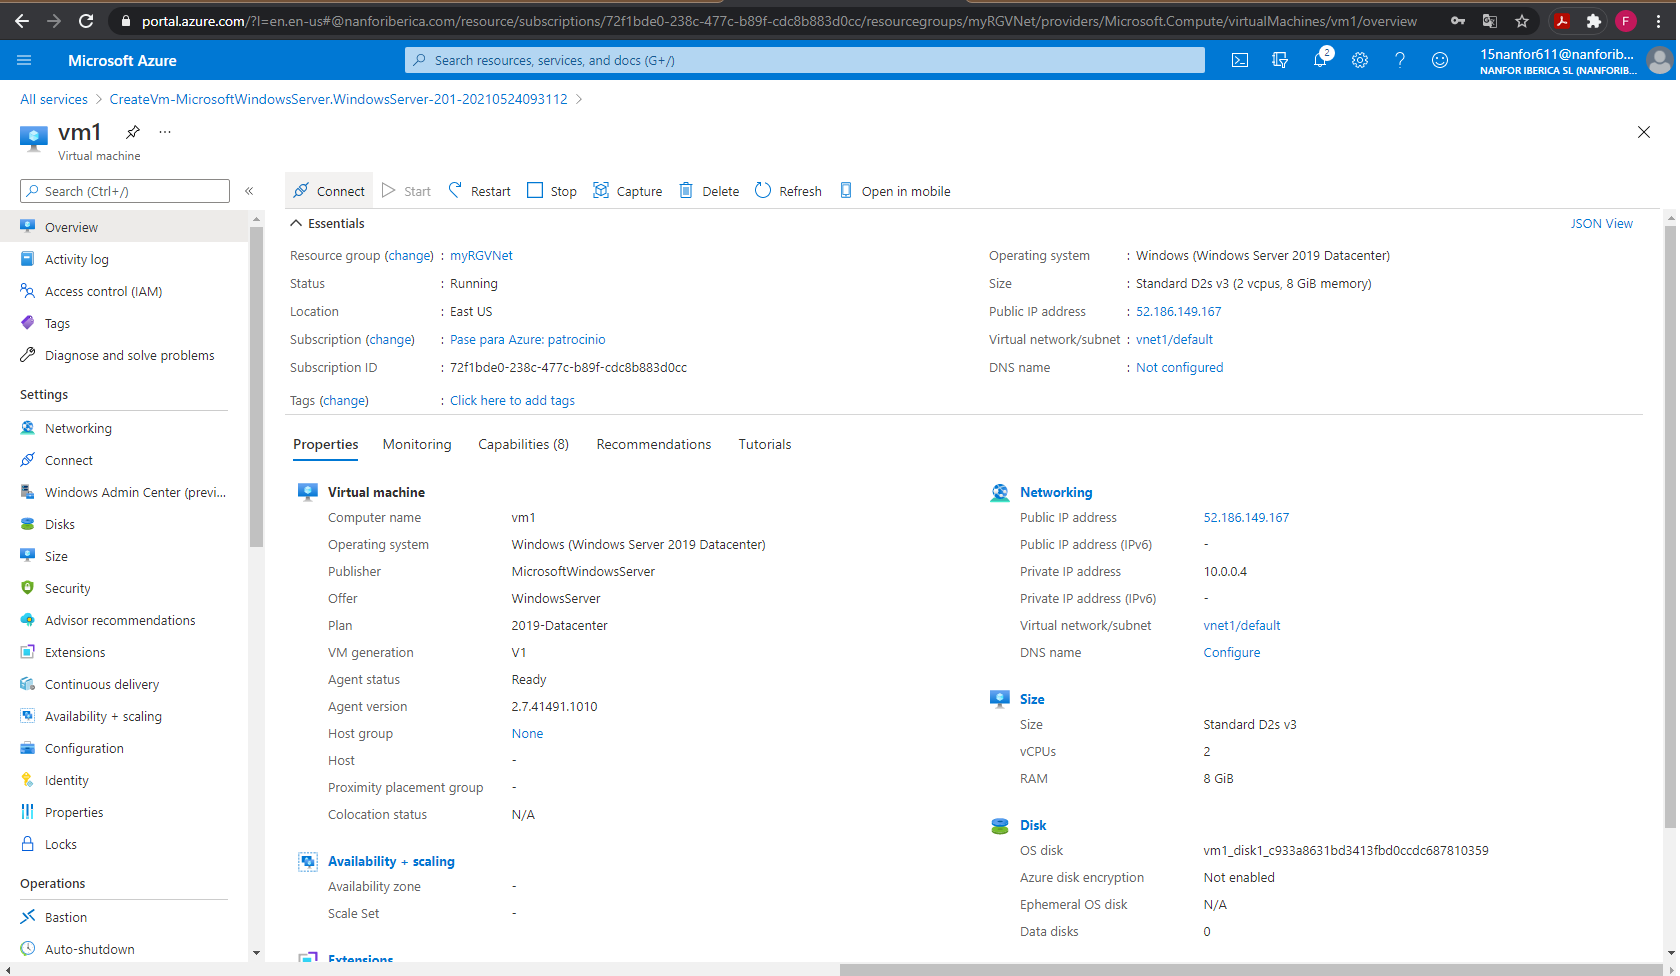 portal.azure.com/?l=en.en-us#@nanforiberica.com/resource/subscriptions/72f1bde0-238c-477c-b89f-cdc8b883d0cc/resourcegroups/myRGVNet/providers/Microsoft.Compute/virtualMachines/vm1/overview
F
Microsoft Azure
Search resources, services, and docs (G+/)
2
15nanfor611@nanforib...
NANFOR IBERICA SL (NANFORIB...
All services > CreateVm-MicrosoftWindowsServer.WindowsServer-201-20210524093112 >
vm1 ...
Virtual machine
Search (Ctrl+/) «
Connect Start Restart Stop Capture Delete Refresh Open in mobile
Overview
Activity log
Access control (IAM)
Tags
Diagnose and solve problems
Settings
Networking
Connect
Windows Admin Center (previ...
Disks
Size
Security
Advisor recommendations
Extensions
Continuous delivery
Availability + scaling
Configuration
Identity
Properties
Locks
Operations
Bastion
Auto-shutdown
Essentials JSON View
Resource group (change) : myRGVNet
Status : Running
Location : East US
Subscription (change) : Pase para Azure: patrocinio
Subscription ID : 72f1bde0-238c-477c-b89f-cdc8b883d0cc
Tags (change) : Click here to add tags
Operating system : Windows (Windows Server 2019 Datacenter)
Size : Standard D2s v3 (2 vcpus, 8 GiB memory)
Public IP address : 52.186.149.167
Virtual network/subnet : vnet1/default
DNS name : Not configured
Properties Monitoring Capabilities (8) Recommendations Tutorials
Virtual machine
Computer name vm1
Operating system Windows (Windows Server 2019 Datacenter)
Publisher MicrosoftWindowsServer
Offer WindowsServer
Plan 2019-Datacenter
VM generation V1
Agent status Ready
Agent version 2.7.41491.1010
Host group None
Host -
Proximity placement group -
Colocation status N/A
Availability + scaling
Availability zone -
Scale Set -
Extensions
Networking
Public IP address 52.186.149.167
Public IP address (IPv6) -
Private IP address 10.0.0.4
Private IP address (IPv6) -
Virtual network/subnet vnet1/default
DNS name Configure
Size
Size Standard D2s v3
vCPUs 2
RAM 8 GiB
Disk
OS disk vm1_disk1_c933a8631bd3413fbd0ccdc687810359
Azure disk encryption Not enabled
Ephemeral OS disk N/A
Data disks 0